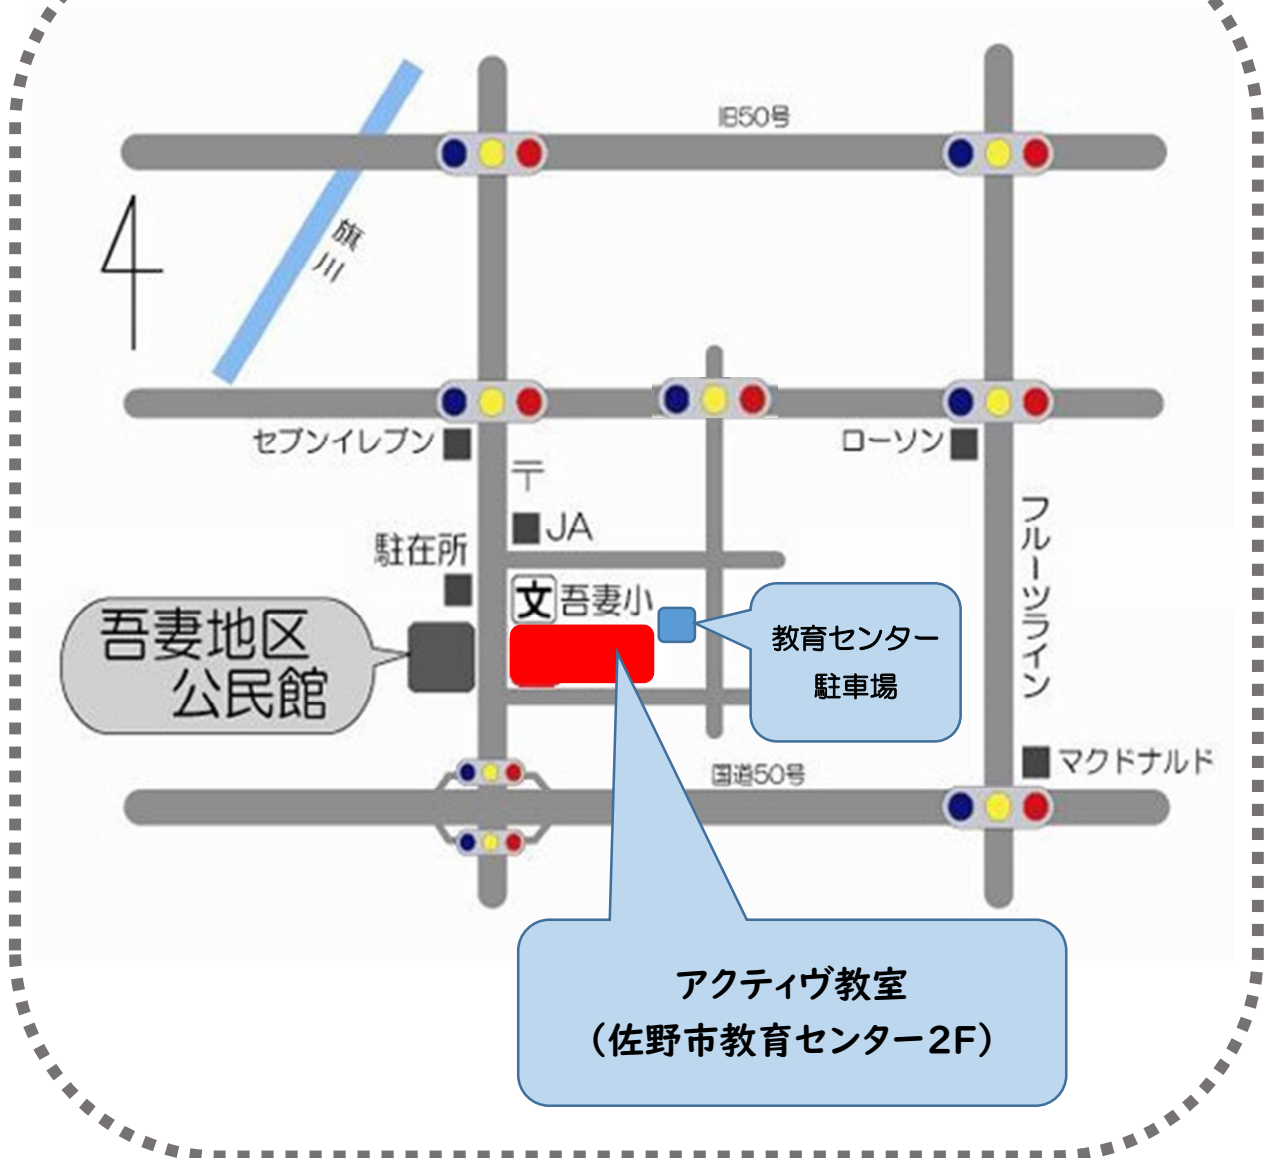 旧50号
旗川
セブンイレブン
ローソン
〒
JA
フルーツライン
駐在所
文 吾妻小
吾妻地区
公民館
教育センター
駐車場
マクドナルド
国道50号
アクティヴ教室
(佐野市教育センター2F)